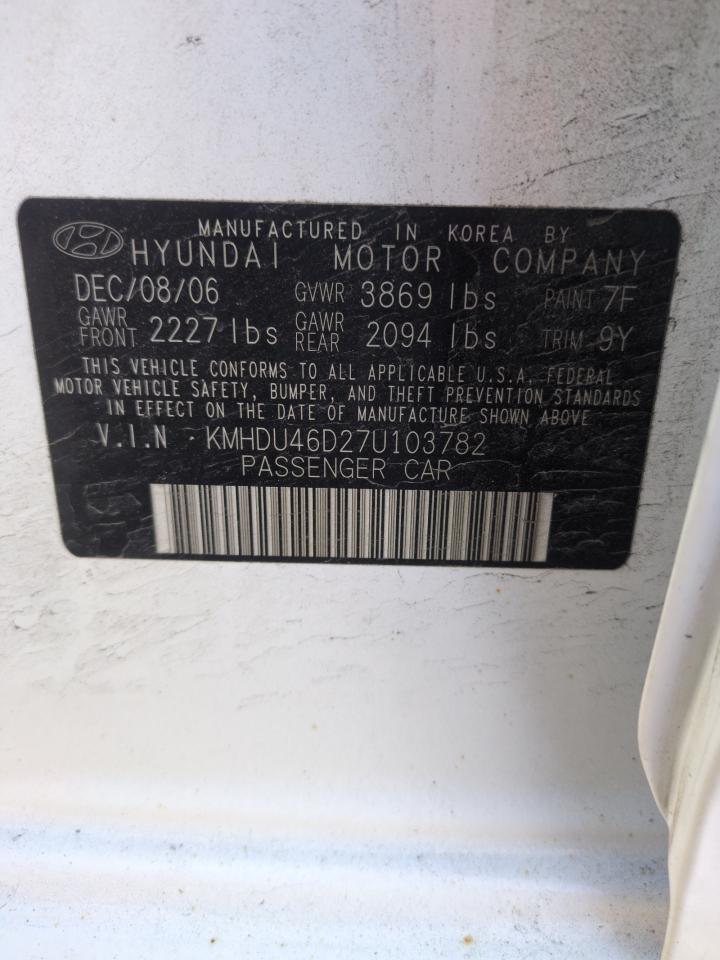 MANUFACTURED IN KOREA BY
HYUNDAI MOTOR COMPANY
DEC/08/06 GVWR 3869 lbs PAINT 7F
GAWR FRONT 2227 lbs GAWR REAR 2094 lbs TRIM 9Y
THIS VEHICLE CONFORMS TO ALL APPLICABLE U.S.A. FEDERAL
MOTOR VEHICLE SAFETY, BUMPER, AND THEFT PREVENTION STANDARDS
IN EFFECT ON THE DATE OF MANUFACTURE SHOWN ABOVE
V.I.N · KMHDU46D27U103782
PASSENGER CAR